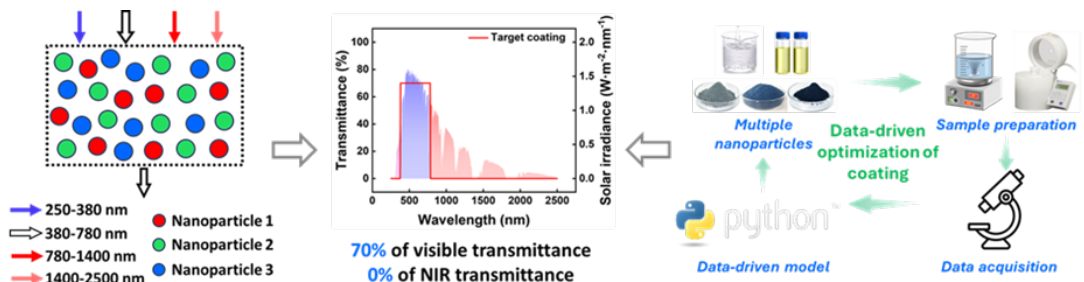 250-380 nm
380-780 nm
780-1400 nm
1400-2500 nm
Nanoparticle 1
Nanoparticle 2
Nanoparticle 3
Transmittance (%)
100
80
60
40
20
0
Target coating
2.0
1.5
1.0
0.5
0.0
Solar irradiance (W·m⁻²·nm⁻¹)
0 500 1000 1500 2000 2500
Wavelength (nm)
70% of visible transmittance
0% of NIR transmittance
Multiple
nanoparticles
Sample preparation
Data-driven
optimization of
coating
python™
Data-driven model
Data acquisition